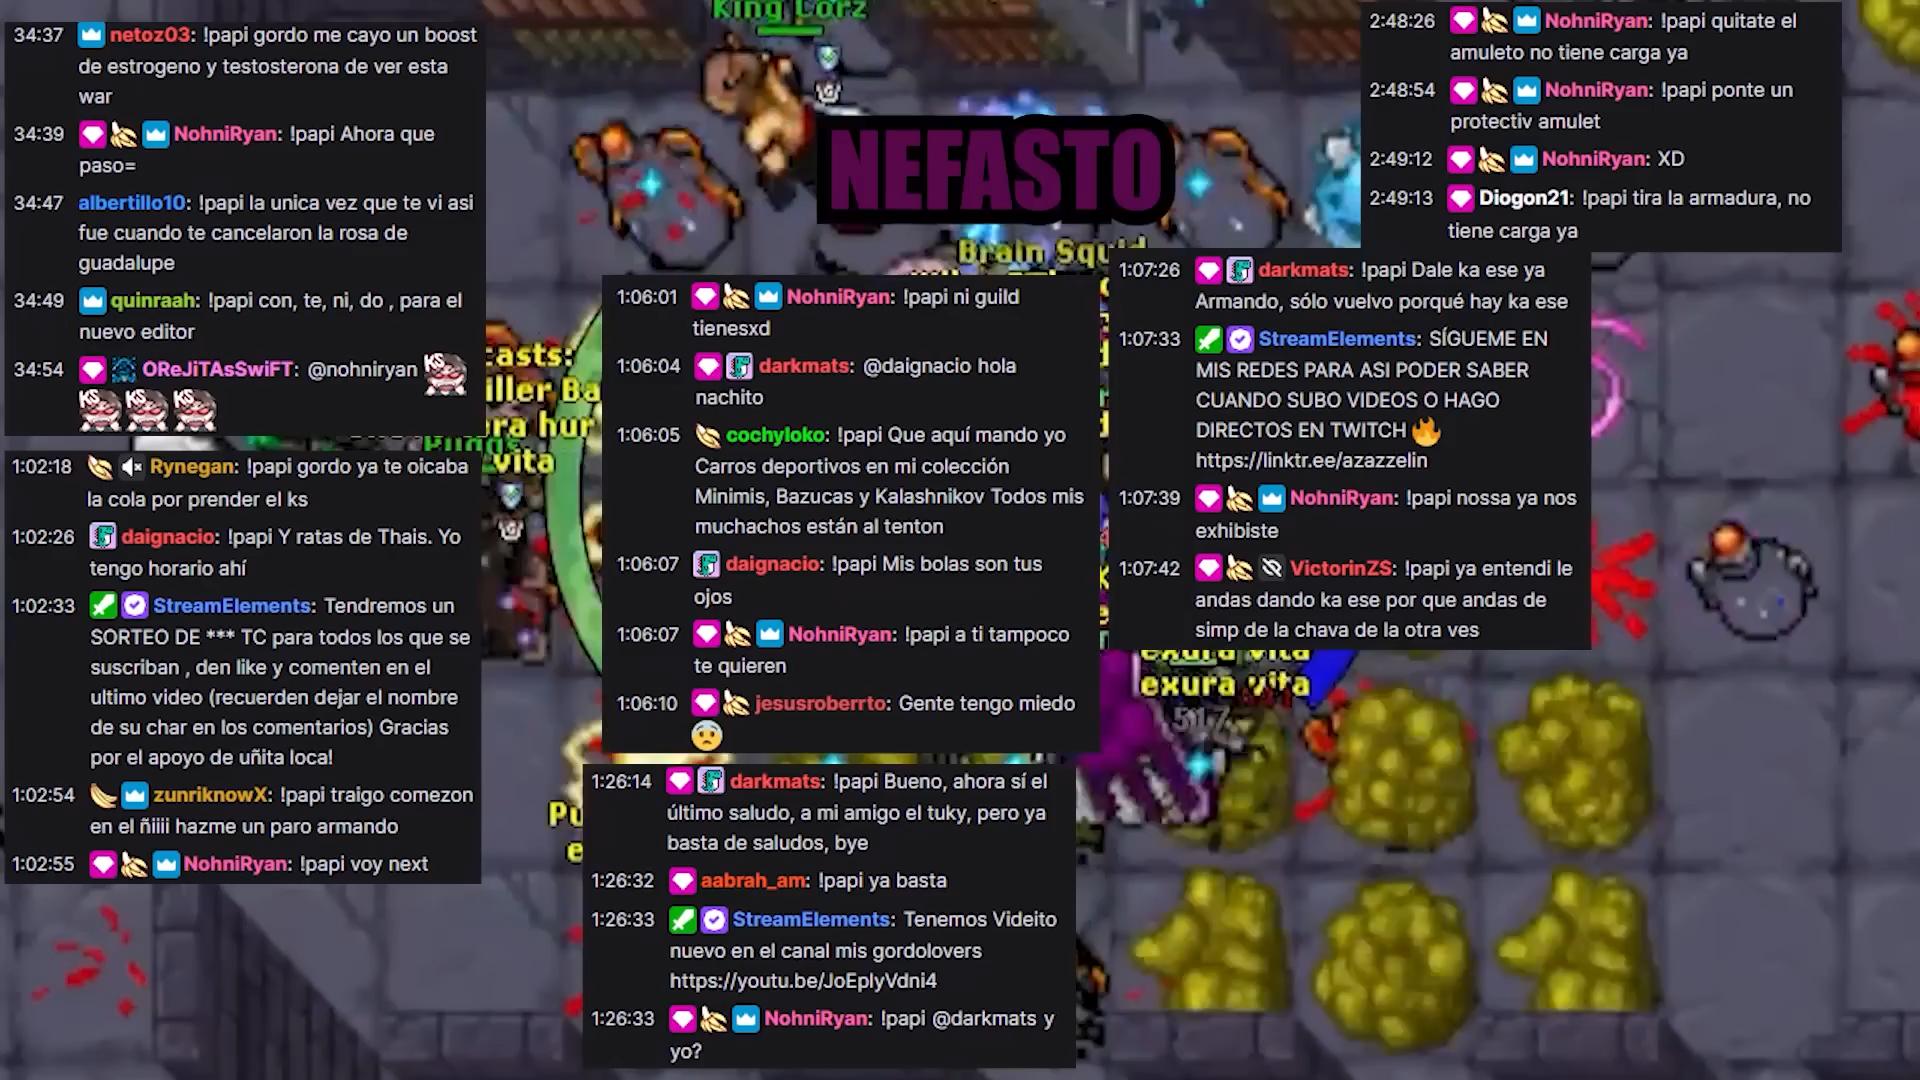 King Lorz
34:37 netoz03: !papi gordo me cayo un boost
de estrogeno y testosterona de ver esta
war
34:39 NohniRyan: !papi Ahora que
paso=
34:47 albertillo10: !papi la unica vez que te vi asi
fue cuando te cancelaron la rosa de
guadalupe
34:49 quinraah: !papi con, te, ni, do , para el
nuevo editor
34:54 OReJiTAsSwiFT: @nohniryan KS
KS KS KS
1:02:18 Rynegan: !papi gordo ya te oicaba
la cola por prender el ks
1:02:26 daignacio: !papi Y ratas de Thais. Yo
tengo horario ahí
1:02:33 StreamElements: Tendremos un
SORTEO DE *** TC para todos los que se
suscriban , den like y comenten en el
ultimo video (recuerden dejar el nombre
de su char en los comentarios) Gracias
por el apoyo de uñita loca!
1:02:54 zunriknowX: !papi traigo comezon
en el ñiiii hazme un paro armando
1:02:55 NohniRyan: !papi voy next
NEFASTO
Brain Squid
asts:
iller Ba
ra hur
vita
1:06:01 NohniRyan: !papi ni guild
tienesxd
1:06:04 darkmats: @daignacio hola
nachito
1:06:05 cochyloko: !papi Que aquí mando yo
Carros deportivos en mi colección
Minimis, Bazucas y Kalashnikov Todos mis
muchachos están al tenton
1:06:07 daignacio: !papi Mis bolas son tus
ojos
1:06:07 NohniRyan: !papi a ti tampoco
te quieren
1:06:10 jesusroberrto: Gente tengo miedo
😨
Pu
e
1:26:14 darkmats: !papi Bueno, ahora sí el
último saludo, a mi amigo el tuky, pero ya
basta de saludos, bye
1:26:32 aabrah_am: !papi ya basta
1:26:33 StreamElements: Tenemos Videito
nuevo en el canal mis gordolovers
https://youtu.be/JoEplyVdni4
1:26:33 NohniRyan: !papi @darkmats y
yo?
2:48:26 NohniRyan: !papi quitate el
amuleto no tiene carga ya
2:48:54 NohniRyan: !papi ponte un
protectiv amulet
2:49:12 NohniRyan: XD
2:49:13 Diogon21: !papi tira la armadura, no
tiene carga ya
1:07:26 darkmats: !papi Dale ka ese ya
Armando, sólo vuelvo porqué hay ka ese
1:07:33 StreamElements: SÍGUEME EN
MIS REDES PARA ASI PODER SABER
CUANDO SUBO VIDEOS O HAGO
DIRECTOS EN TWITCH 🔥
https://linktr.ee/azazzelin
1:07:39 NohniRyan: !papi nossa ya nos
exhibiste
1:07:42 VictorinZS: !papi ya entendi le
andas dando ka ese por que andas de
simp de la chava de la otra ves
exura vita
exura vita